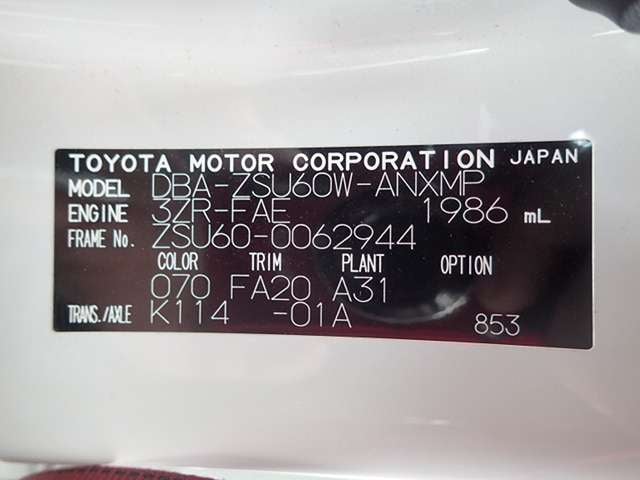 TOYOTA MOTOR CORPORATION JAPAN
MODEL DBA-ZSU60W-ANXMP
ENGINE 3ZR-FAE 1986 mL
FRAME No. ZSU60-0062944
COLOR TRIM PLANT OPTION
070 FA20 A31
TRANS./AXLE K114 -01A 853